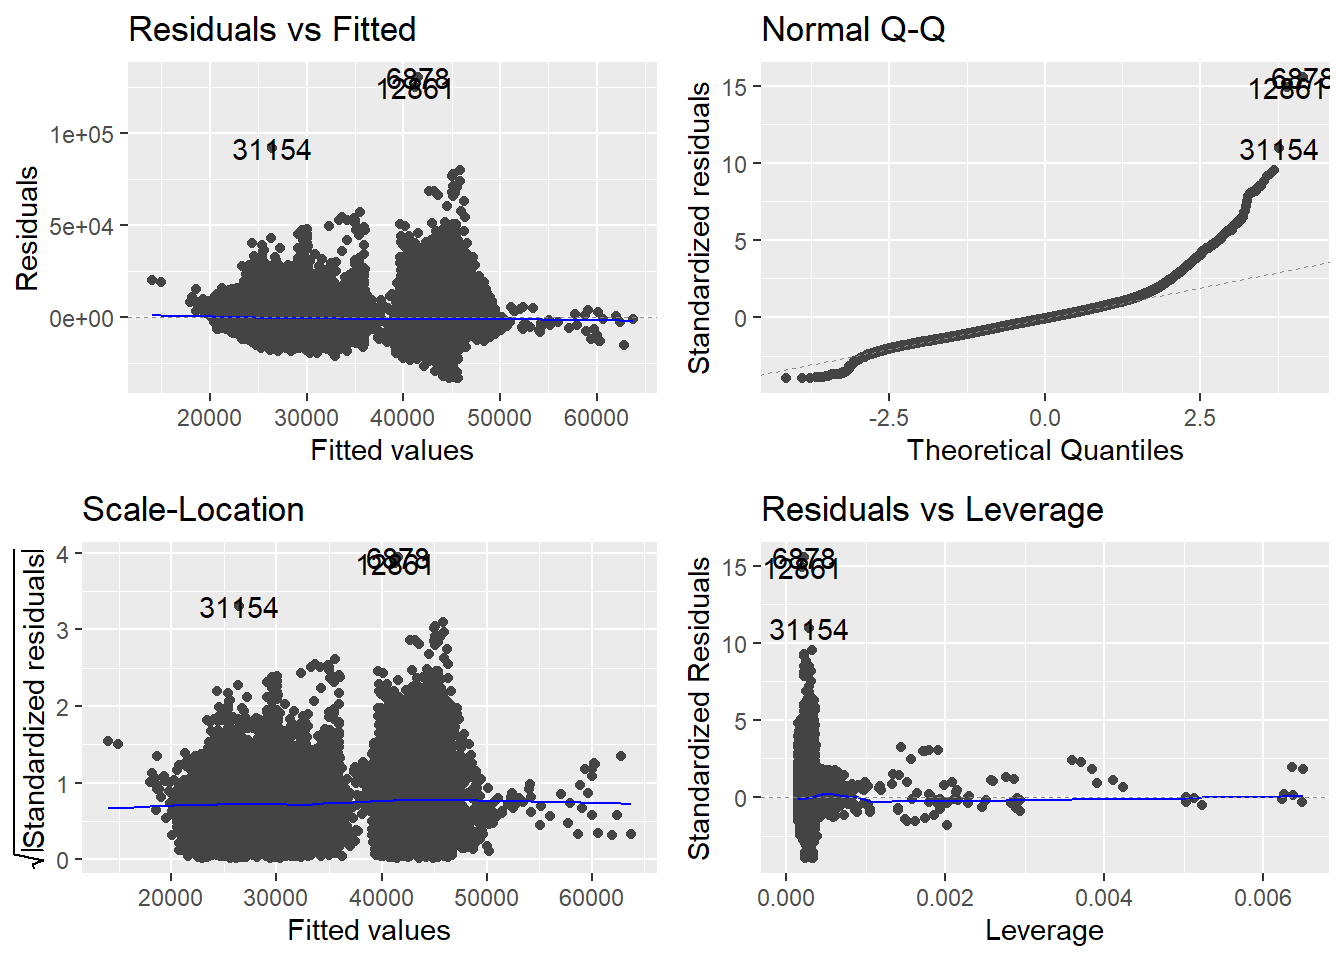 Residuals vs Fitted
Residuals
1e+05
5e+04
0e+00
6878
12861
31154
20000 30000 40000 50000 60000
Fitted values
Normal Q-Q
Standardized residuals
15
10
5
0
6878
12861
31154
-2.5 0.0 2.5
Theoretical Quantiles
Scale-Location
√|Standardized residuals|
4
3
2
1
0
6878
12861
31154
20000 30000 40000 50000 60000
Fitted values
Residuals vs Leverage
Standardized Residuals
15
10
5
0
6878
12861
31154
0.000 0.002 0.004 0.006
Leverage